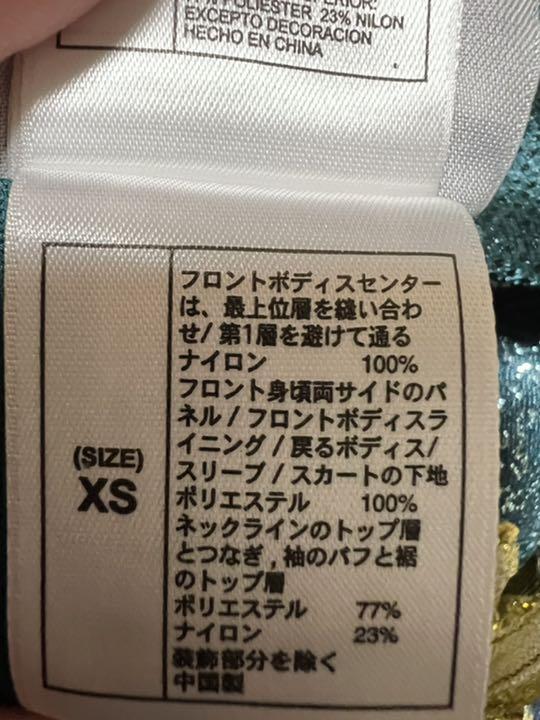 POLIESTER 23% NILON
EXCEPTO DECORACION
HECHO EN CHINA
(SIZE)
XS
フロントボディスセンター
は、最上位層を縫い合わ
せ/ 第1層を避けて通る
ナイロン 100%
フロント身頃両サイドのパ
ネル / フロントボディスラ
イニング / 戻るボディス/
スリーブ / スカートの下地
ポリエステル 100%
ネックラインのトップ層
とつなぎ , 袖のパフと裾
のトップ層
ポリエステル 77%
ナイロン 23%
装飾部分を除く
中国製